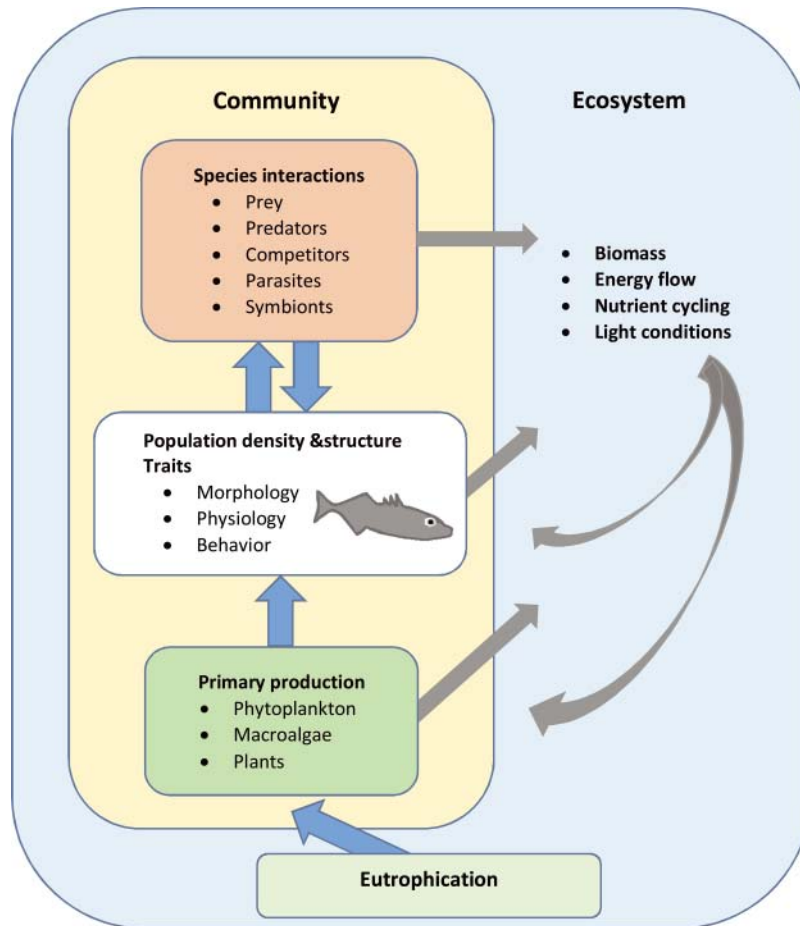 Community
Ecosystem
Species interactions
• Prey
• Predators
• Competitors
• Parasites
• Symbionts
• Biomass
• Energy flow
• Nutrient cycling
• Light conditions
Population density &structure
Traits
• Morphology
• Physiology
• Behavior
Primary production
• Phytoplankton
• Macroalgae
• Plants
Eutrophication